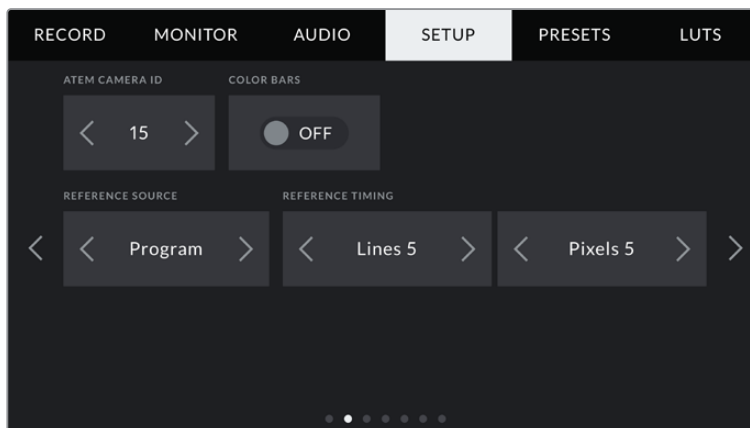 RECORD MONITOR AUDIO SETUP PRESETS LUTS
ATEM CAMERA ID COLOR BARS
15 OFF
REFERENCE SOURCE REFERENCE TIMING
Program Lines 5 Pixels 5